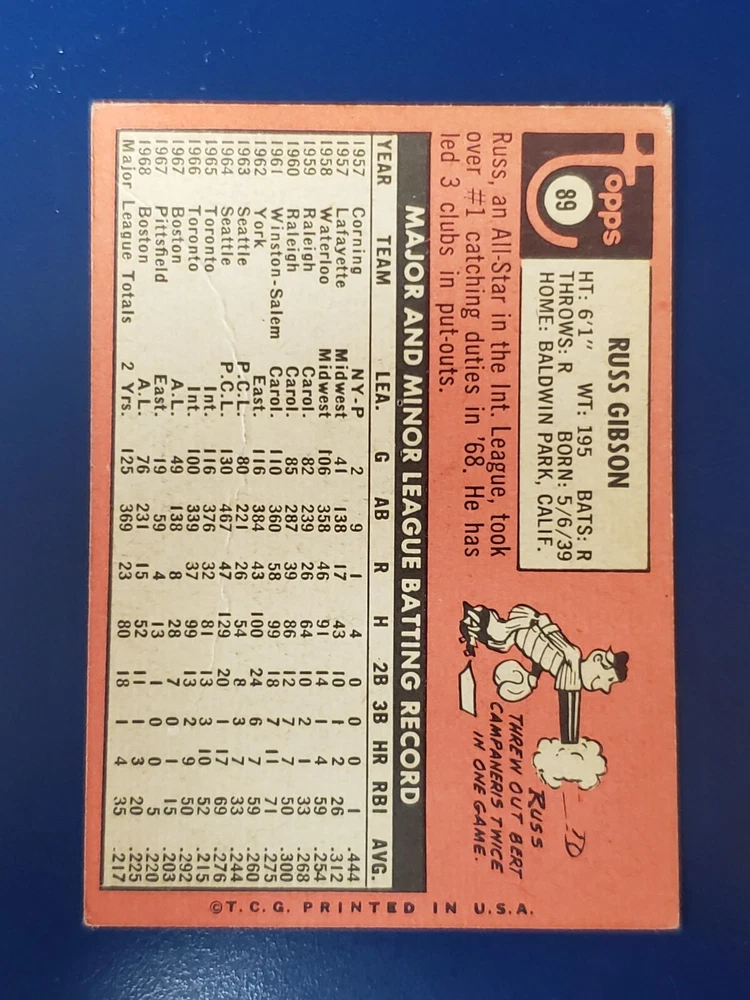 Topps
89
RUSS GIBSON
HT: 6'1" WT: 195 BATS: R
THROWS: R BORN: 5/6/39
HOME: BALDWIN PARK, CALIF.
Russ, an All-Star in the Int. League, took
over #1 catching duties in '68. He has
led 3 clubs in put-outs.
RUSS
THREW OUT BERT
CAMPANERIS TWICE
IN ONE GAME.
JD
MAJOR AND MINOR LEAGUE BATTING RECORD
YEAR TEAM LEA. G AB R H 2B 3B HR RBI AVG.
1957 Corning NY-P 2 9 1 4 0 0 0 1 .444
1957 Lafayette Midwest 41 138 17 43 10 1 2 26 .312
1958 Waterloo Midwest 106 358 46 91 14 1 4 59 .254
1959 Raleigh Carol. 82 239 26 64 10 2 1 33 .268
1960 Raleigh Carol. 85 287 39 86 12 7 7 50 .300
1961 Winston-Salem Carol. 110 360 58 99 18 7 11 71 .275
1962 York East. 116 384 43 100 24 6 7 59 .260
1963 Seattle P.C.L. 80 221 26 54 8 3 7 33 .244
1964 Seattle P.C.L. 130 467 47 129 20 1 17 69 .276
1965 Toronto Int. 116 376 32 81 13 3 10 52 .215
1966 Toronto Int. 100 339 37 99 13 2 9 50 .292
1967 Boston A.L. 49 138 8 28 7 0 1 15 .203
1967 Pittsfield East. 19 59 4 13 1 0 0 5 .220
1968 Boston A.L. 76 231 15 52 11 1 3 20 .225
Major League Totals 2 Yrs. 125 369 23 80 18 1 4 35 .217
©T.C.G. PRINTED IN U.S.A.